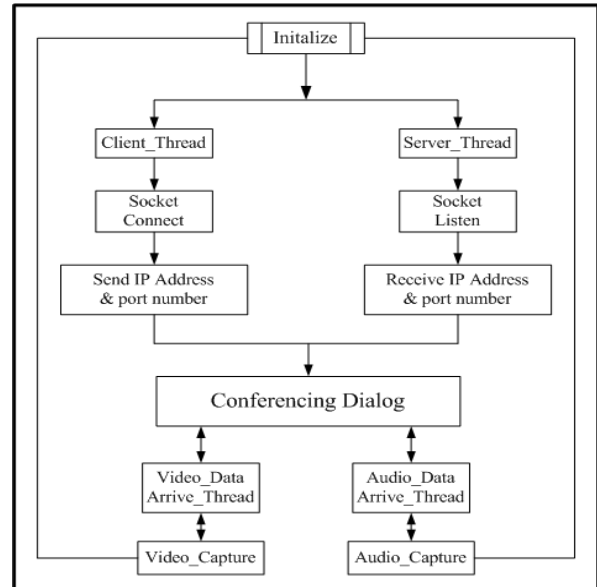 Initalize
Client_Thread
Server_Thread
Socket
Connect
Socket
Listen
Send IP Address
& port number
Receive IP Address
& port number
Conferencing Dialog
Video_Data
Arrive_Thread
Audio_Data
Arrive_Thread
Video_Capture
Audio_Capture